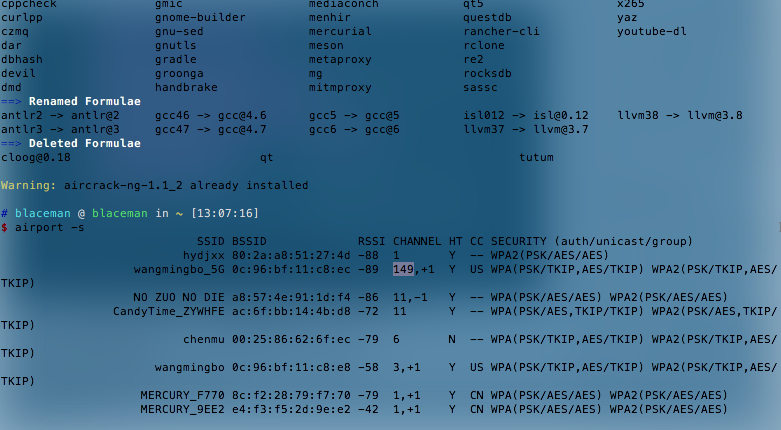 cppcheck gmic mediaconch qt5 x265
curlpp gnome-builder menhir questdb yaz
czmq gnu-sed mercurial rancher-cli youtube-dl
dar gnutls meson rclone
dbhash gradle metaproxy re2
devil groonga mg rocksdb
dmd handbrake mitmproxy sassc
==> Renamed Formulae
antlr2 -> antlr@2 gcc46 -> gcc@4.6 gcc5 -> gcc@5 isl012 -> isl@0.12 llvm38 -> llvm@3.8
antlr3 -> antlr@3 gcc47 -> gcc@4.7 gcc6 -> gcc@6 llvm37 -> llvm@3.7
==> Deleted Formulae
cloog@0.18 qt tutum
Warning: aircrack-ng-1.1_2 already installed
# blaceman @ blaceman in ~ [13:07:16]
$ airport -s
SSID BSSID RSSI CHANNEL HT CC SECURITY (auth/unicast/group)
hydjxx 80:2a:a8:51:27:4d -88 1 Y -- WPA2(PSK/AES/AES)
wangmingbo_5G 0c:96:bf:11:c8:ec -89 149,+1 Y US WPA(PSK/TKIP,AES/TKIP) WPA2(PSK/TKIP,AES/
TKIP)
NO ZUO NO DIE a8:57:4e:91:1d:f4 -86 11,-1 Y -- WPA(PSK/AES/AES) WPA2(PSK/AES/AES)
CandyTime_ZYWHFE ac:6f:bb:14:4b:d8 -72 11 Y -- WPA(PSK/AES,TKIP/TKIP) WPA2(PSK/AES,TKIP/
TKIP)
chenmu 00:25:86:62:6f:ec -79 6 N -- WPA(PSK/TKIP,AES/TKIP) WPA2(PSK/TKIP,AES/
TKIP)
wangmingbo 0c:96:bf:11:c8:e8 -58 3,+1 Y US WPA(PSK/TKIP,AES/TKIP) WPA2(PSK/TKIP,AES/
TKIP)
MERCURY_F770 8c:f2:28:79:f7:70 -79 1,+1 Y CN WPA(PSK/AES/AES) WPA2(PSK/AES/AES)
MERCURY_9EE2 e4:f3:f5:2d:9e:e2 -42 1,+1 Y CN WPA(PSK/AES/AES) WPA2(PSK/AES/AES)